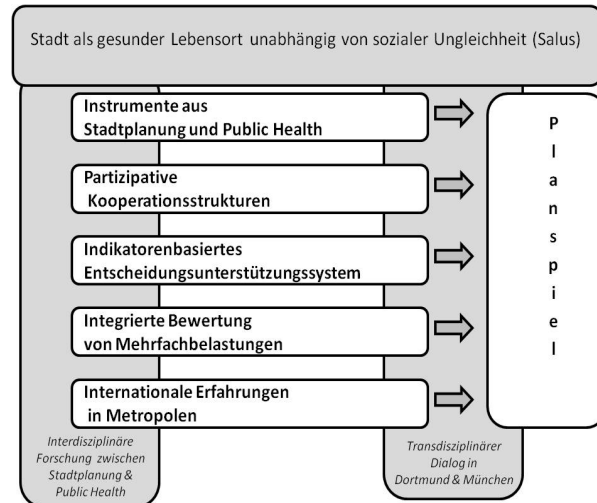 Stadt als gesunder Lebensort unabhängig von sozialer Ungleichheit (Salus)
Instrumente aus
Stadtplanung und Public Health
Partizipative
Kooperationsstrukturen
Indikatorenbasiertes
Entscheidungsunterstützungssystem
Integrierte Bewertung
von Mehrfachbelastungen
Internationale Erfahrungen
in Metropolen
P
l
a
n
s
p
i
e
l
Interdisziplinäre
Forschung zwischen
Stadtplanung &
Public Health
Transdisziplinärer
Dialog in
Dortmund & München